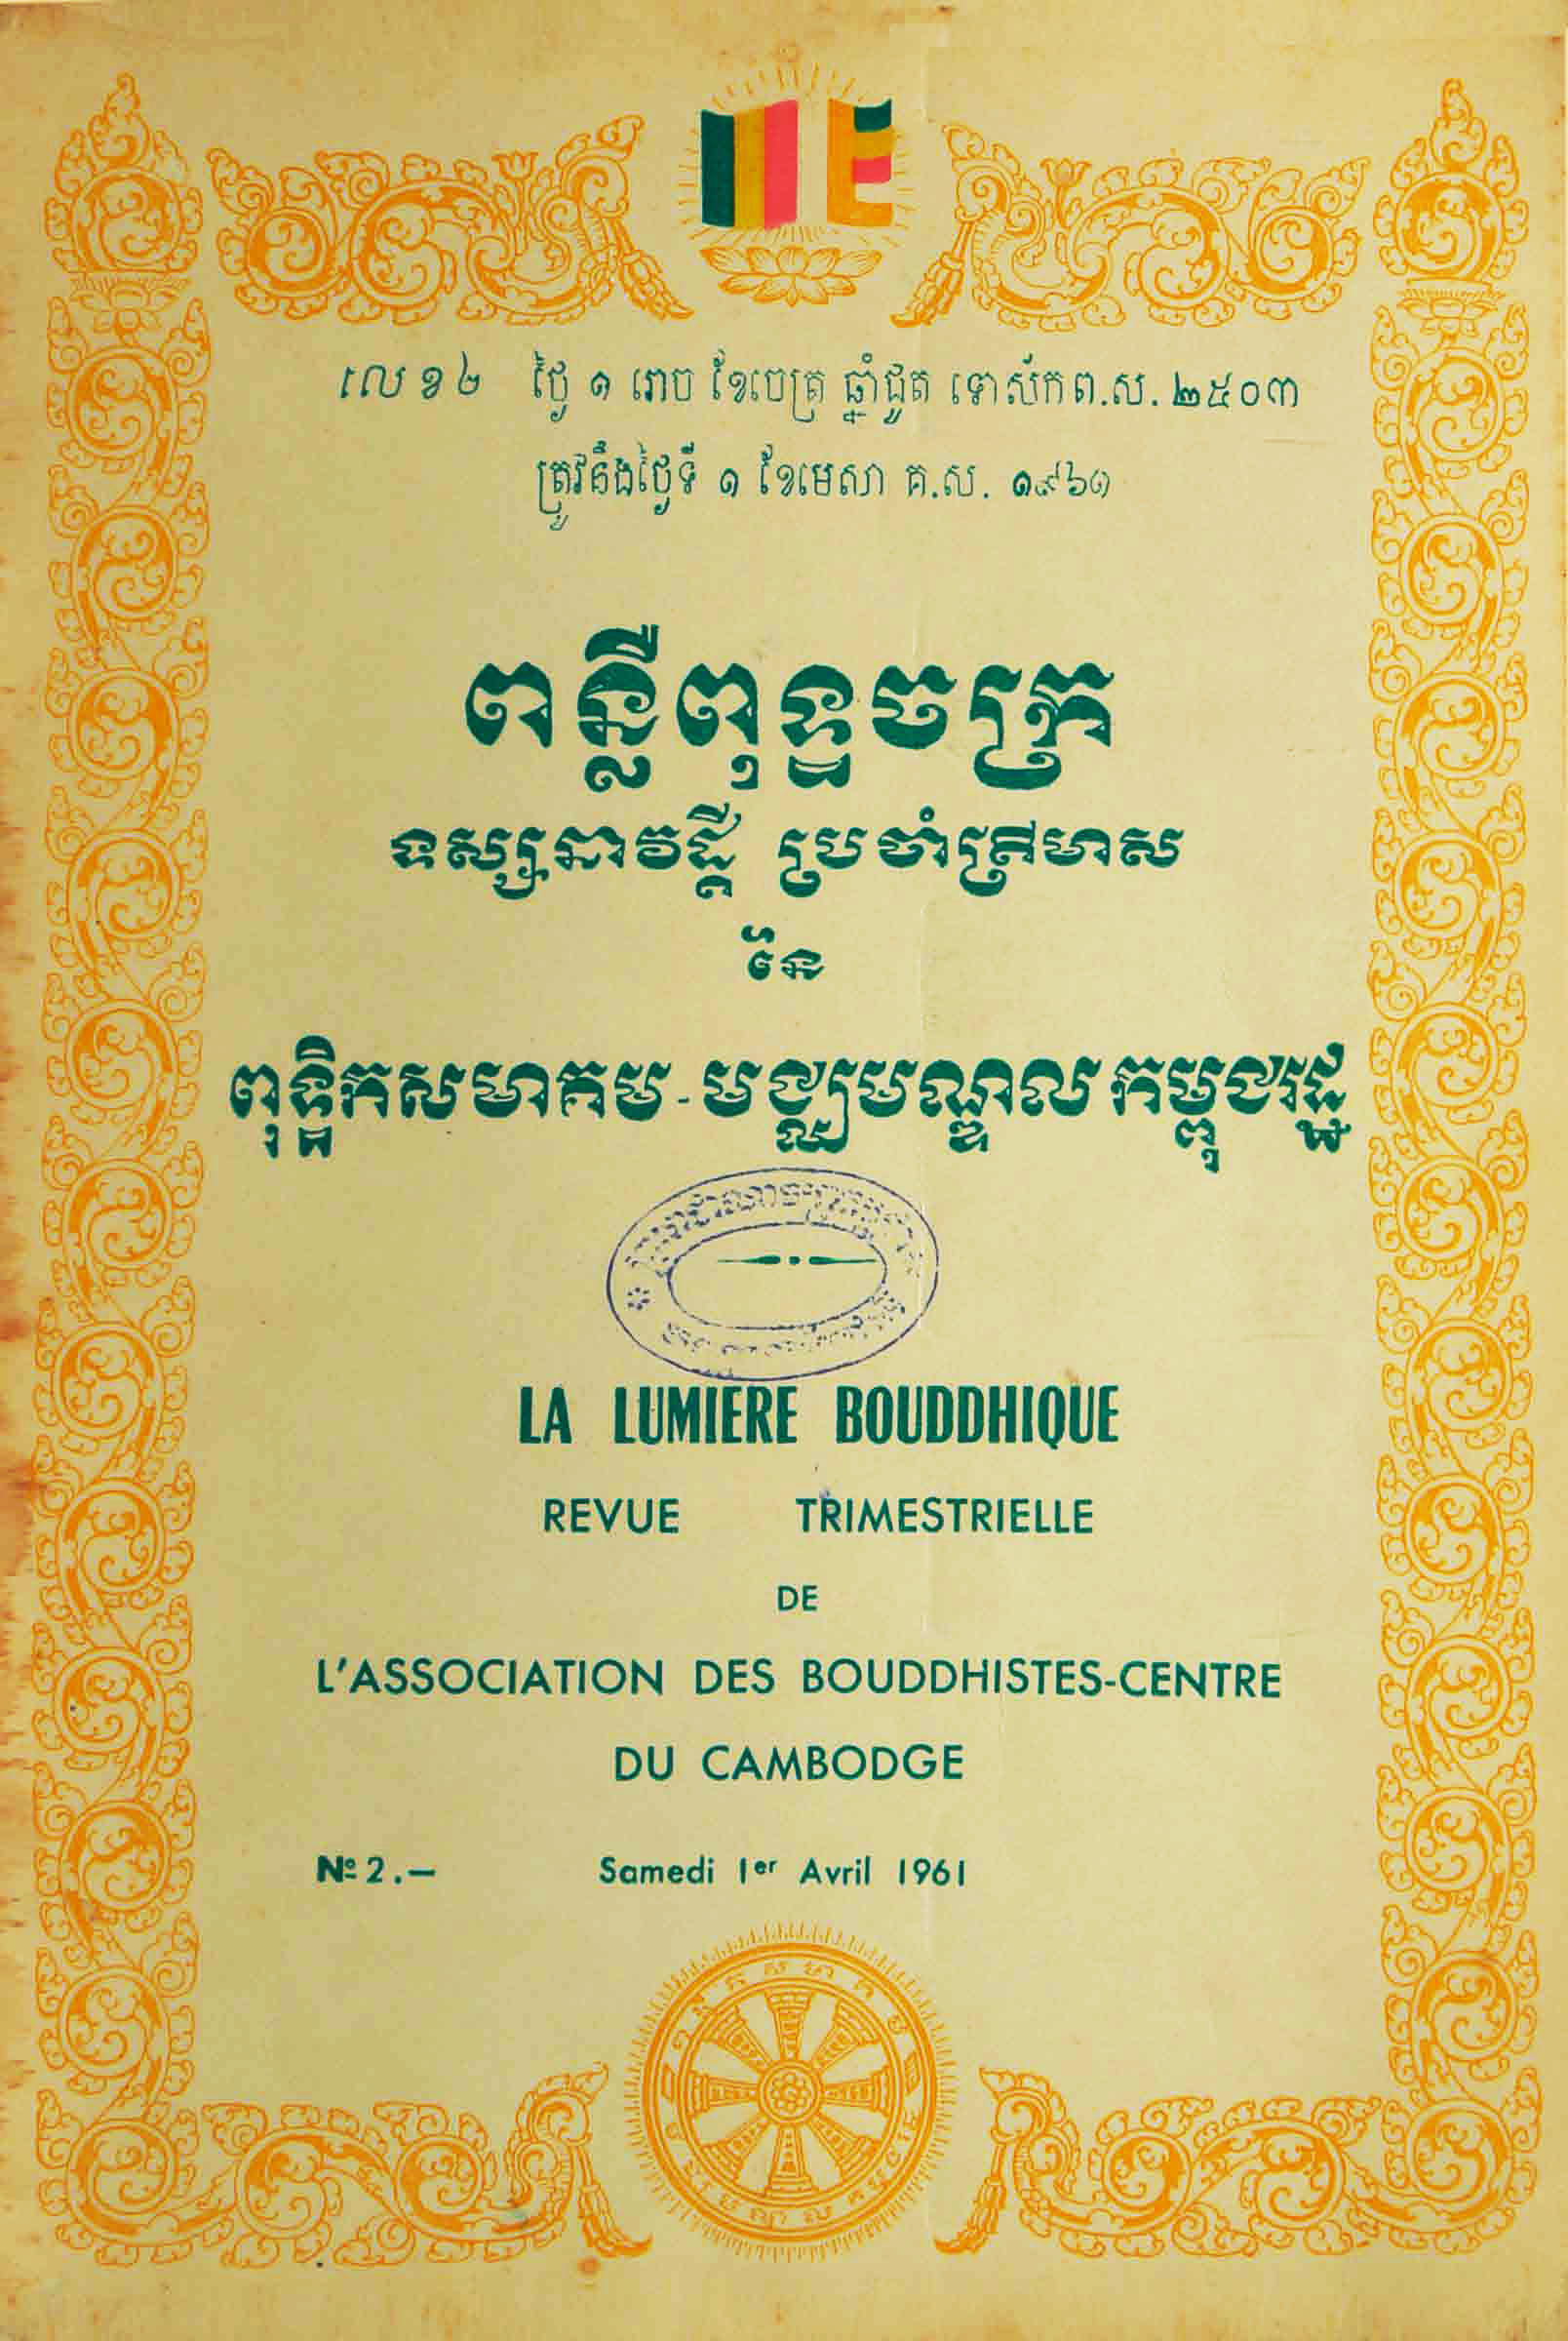 លេខ២ ថ្ងៃ ១ រោច ខែចេត្រ ឆ្នាំជូត ទោស័ក ព.ស. ២៥០៣
ត្រូវនឹងថ្ងៃទី ១ ខែមេសា គ.ស. ១៩៦១
ពន្លឺពុទ្ធចក្រ
ទស្សនាវដ្ដី ប្រចាំត្រីមាស
នៃ
ពុទ្ធិកសមាគម-មជ្ឈមណ្ឌលកម្ពុជរដ្ឋ
LA LUMIERE BOUDDHIQUE
REVUE TRIMESTRIELLE
DE
L'ASSOCIATION DES BOUDDHISTES-CENTRE
DU CAMBODGE
Nº 2.— Samedi 1er Avril 1961